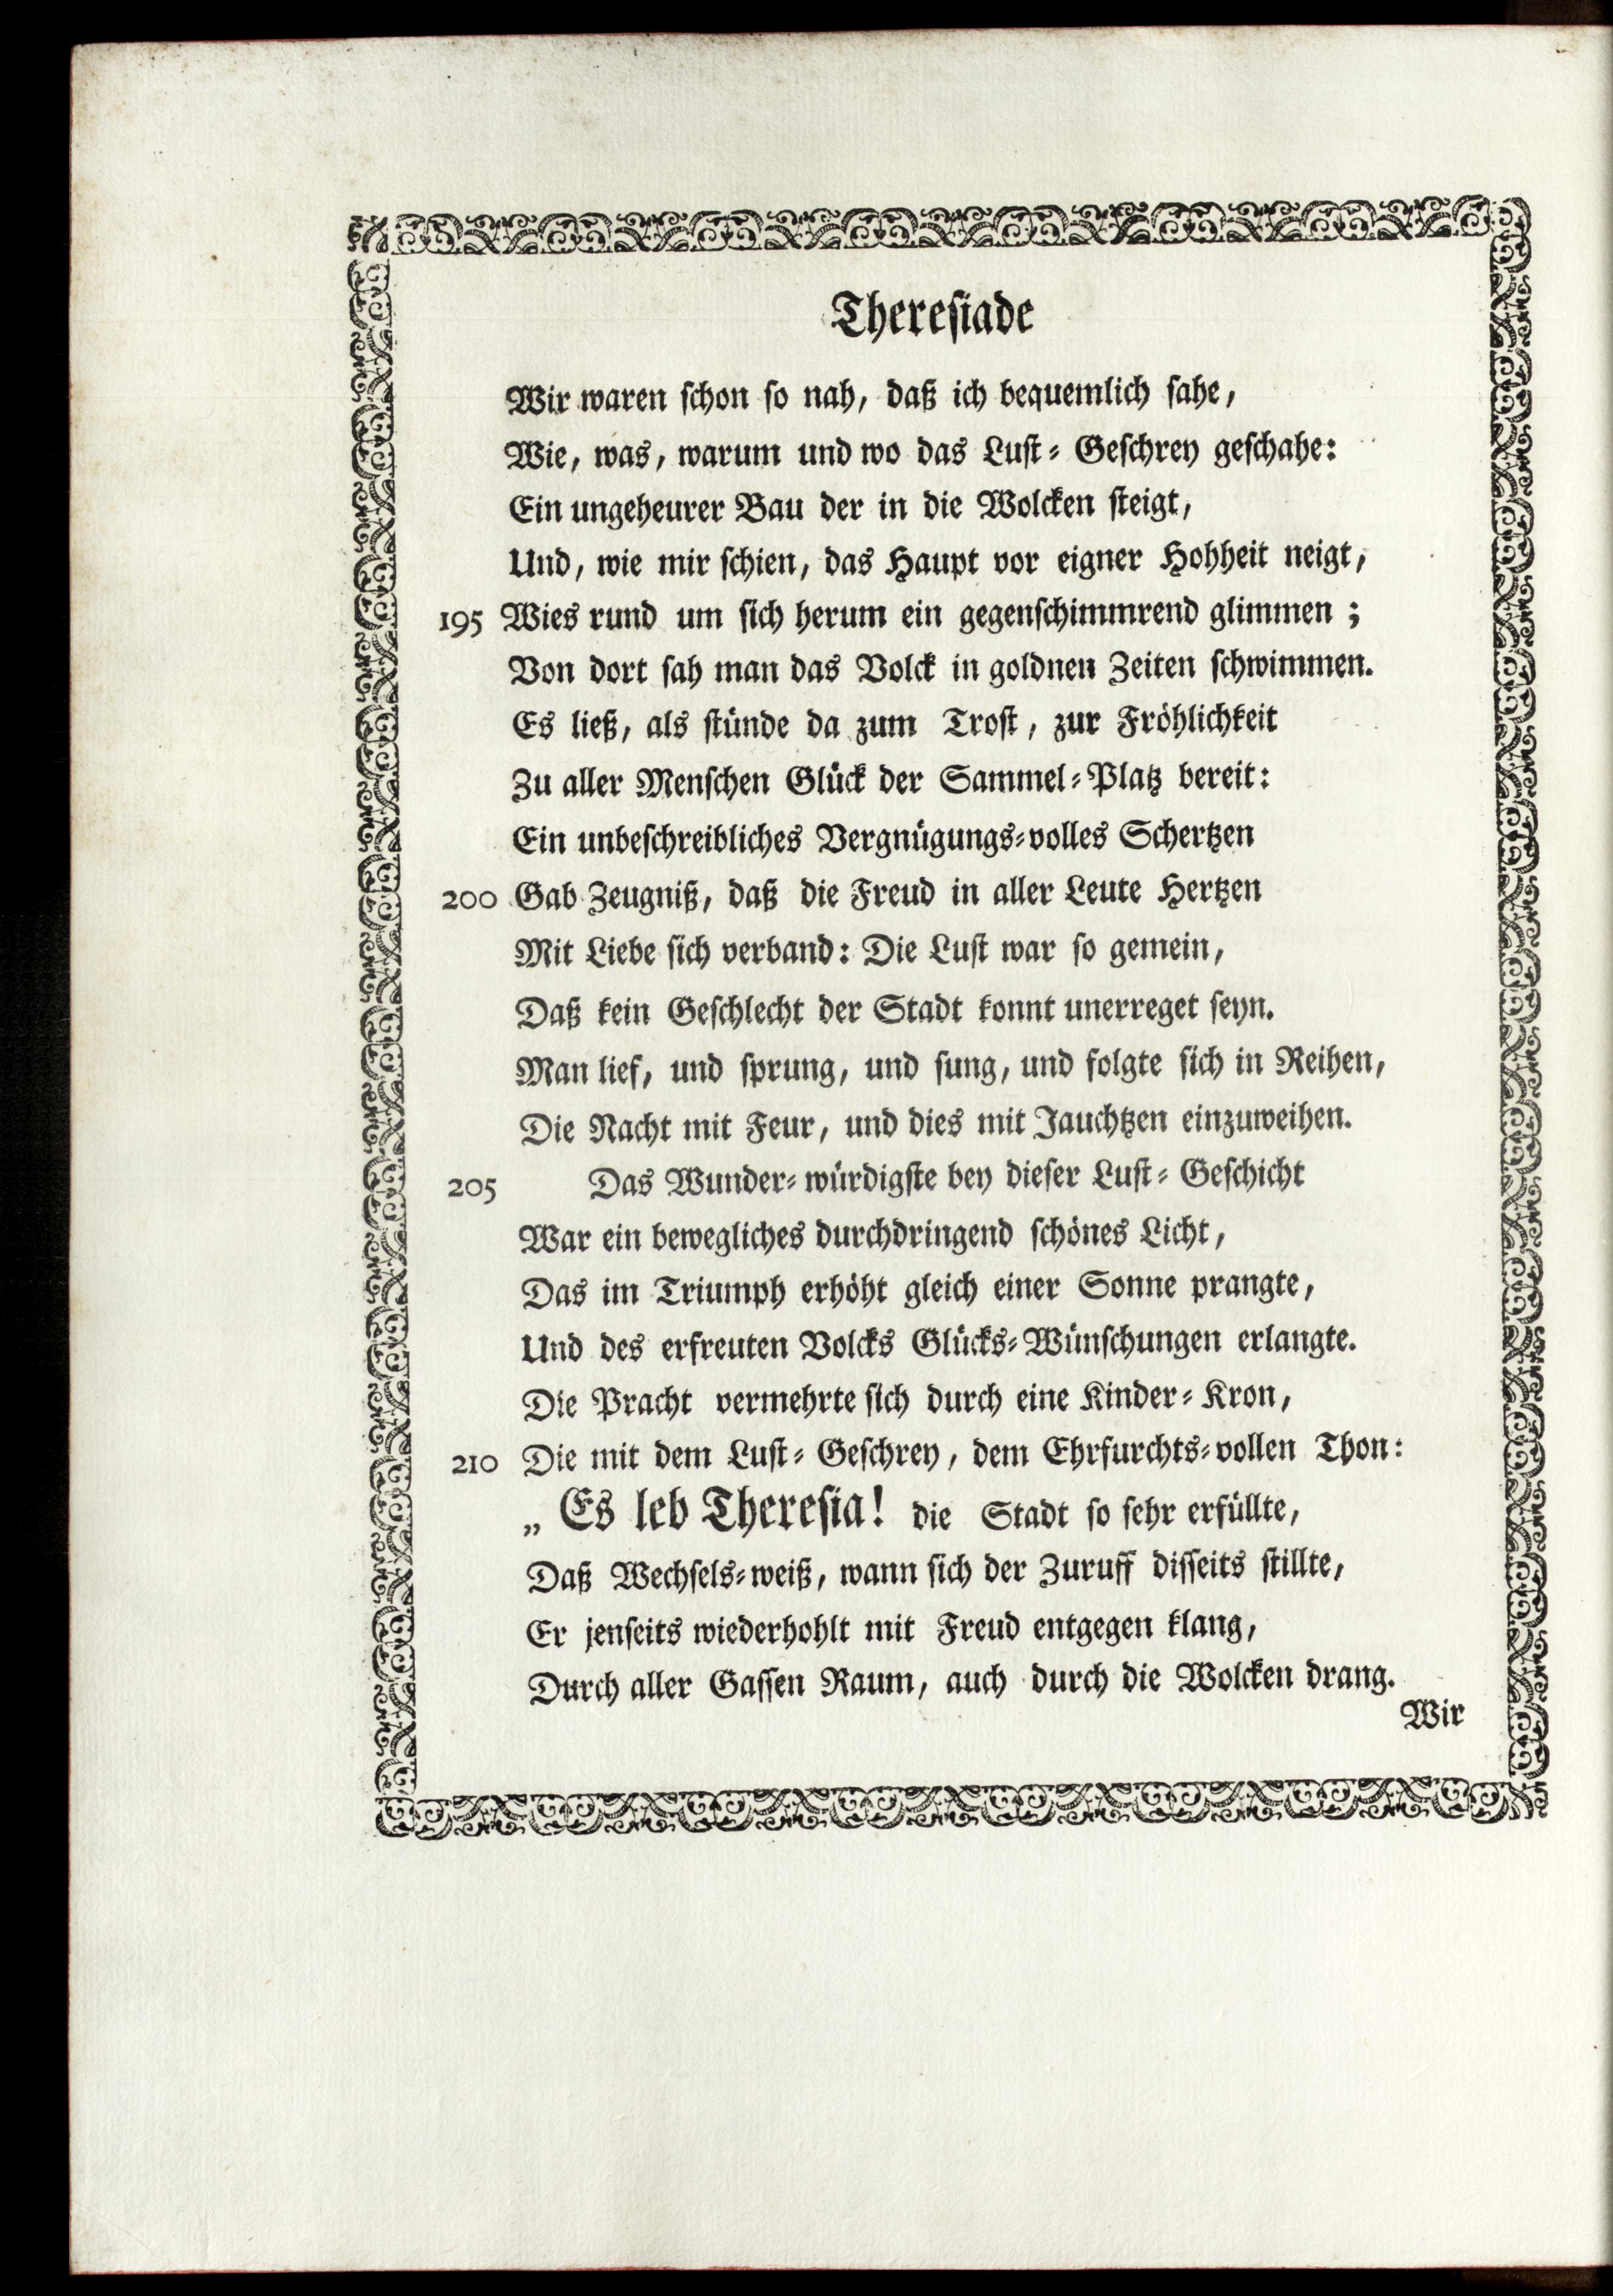 Theresiade
Wir waren schon so nah, daß ich bequemlich sahe,
Wie, was, warum und wo das Lust-Geschrey geschahe:
Ein ungeheurer Bau der in die Wolcken steigt,
Und, wie mir schien, das Haupt vor eigner Hohheit neigt,
195 Wies rund um sich herum ein gegenschimmrend glimmen;
Von dort sah man das Volck in goldnen Zeiten schwimmen.
Es ließ, als stünde da zum Trost, zur Fröhlichkeit
Zu aller Menschen Glück der Sammel-Platz bereit:
Ein unbeschreibliches Vergnügungs-volles Schertzen
200 Gab Zeugniß, daß die Freud in aller Leute Hertzen
Mit Liebe sich verband: Die Lust war so gemein,
Daß kein Geschlecht der Stadt konnt unerreget seyn.
Man lief, und sprung, und sung, und folgte sich in Reihen,
Die Nacht mit Feur, und dies mit Jauchtzen einzuweihen.
205 Das Wunder-würdigste bey dieser Lust-Geschicht
War ein bewegliches durchdringend schönes Licht,
Das im Triumph erhöht gleich einer Sonne prangte,
Und des erfreuten Volcks Glücks-Wünschungen erlangte.
Die Pracht vermehrte sich durch eine Kinder-Kron,
210 Die mit dem Lust-Geschrey, dem Ehrfurchts-vollen Thon:
„ Es leb Theresia! die Stadt so sehr erfüllte,
Daß Wechsels-weiß, wann sich der Zuruff disseits stillte,
Er jenseits wiederhohlt mit Freud entgegen klang,
Durch aller Gassen Raum, auch durch die Wolcken drang.
Wir